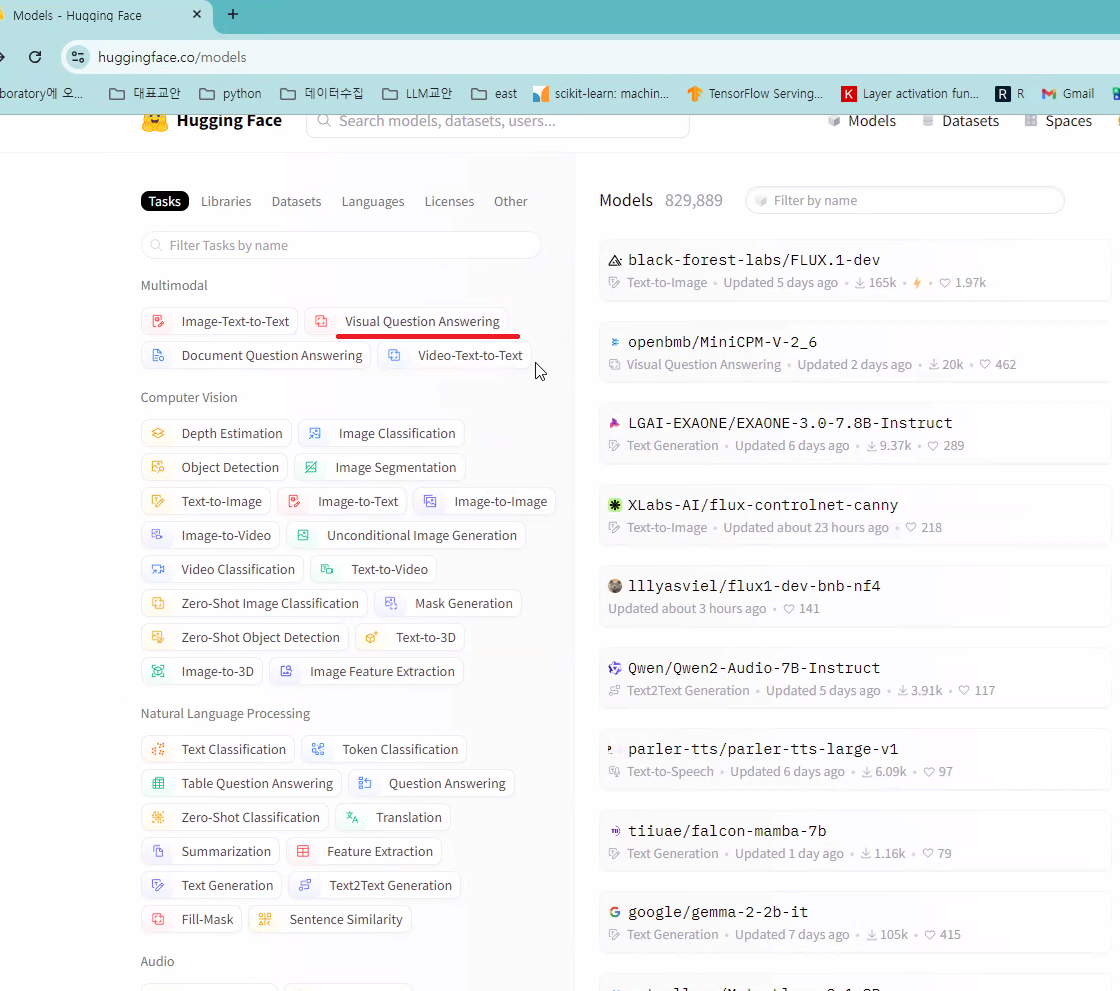 Models - Hugging Face
huggingface.co/models
boratory에 오...
대표교안
python
데이터수집
LLM교안
east
scikit-learn: machin...
TensorFlow Serving...
K Layer activation fun...
R R
Gmail
Hugging Face
Search models, datasets, users...
Models
Datasets
Spaces
Tasks Libraries Datasets Languages Licenses Other
Filter Tasks by name
Multimodal
Image-Text-to-Text Visual Question Answering
Document Question Answering Video-Text-to-Text
Computer Vision
Depth Estimation Image Classification
Object Detection Image Segmentation
Text-to-Image Image-to-Text Image-to-Image
Image-to-Video Unconditional Image Generation
Video Classification Text-to-Video
Zero-Shot Image Classification Mask Generation
Zero-Shot Object Detection Text-to-3D
Image-to-3D Image Feature Extraction
Natural Language Processing
Text Classification Token Classification
Table Question Answering Question Answering
Zero-Shot Classification Translation
Summarization Feature Extraction
Text Generation Text2Text Generation
Fill-Mask Sentence Similarity
Audio
Models 829,889 Filter by name
black-forest-labs/FLUX.1-dev
Text-to-Image • Updated 5 days ago • 165k • • 1.97k
openbmb/MiniCPM-V-2_6
Visual Question Answering • Updated 2 days ago • 20k • 462
LGAI-EXAONE/EXAONE-3.0-7.8B-Instruct
Text Generation • Updated 6 days ago • 9.37k • 289
XLabs-AI/flux-controlnet-canny
Text-to-Image • Updated about 23 hours ago • 218
lllyasviel/flux1-dev-bnb-nf4
Updated about 3 hours ago • 141
Qwen/Qwen2-Audio-7B-Instruct
Text2Text Generation • Updated 5 days ago • 3.91k • 117
parler-tts/parler-tts-large-v1
Text-to-Speech • Updated 6 days ago • 6.09k • 97
tiiuae/falcon-mamba-7b
Text Generation • Updated 1 day ago • 1.16k • 79
google/gemma-2-2b-it
Text Generation • Updated 7 days ago • 105k • 415